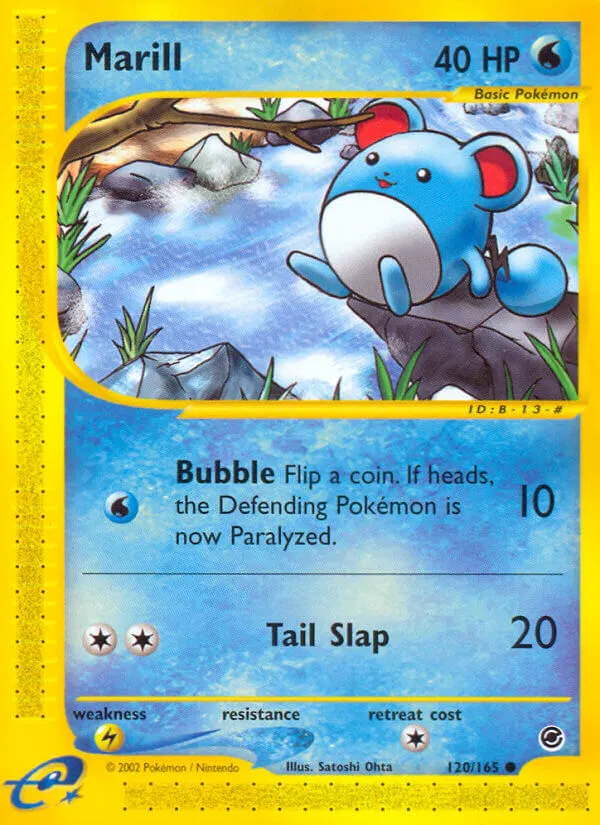 Marill 40 HP
Basic Pokémon
ID:B-13-#
Bubble Flip a coin. If heads,
the Defending Pokémon is
now Paralyzed.
10
Tail Slap 20
weakness resistance retreat cost
© 2002 Pokémon / Nintendo Illus. Satoshi Ohta 120/165
e